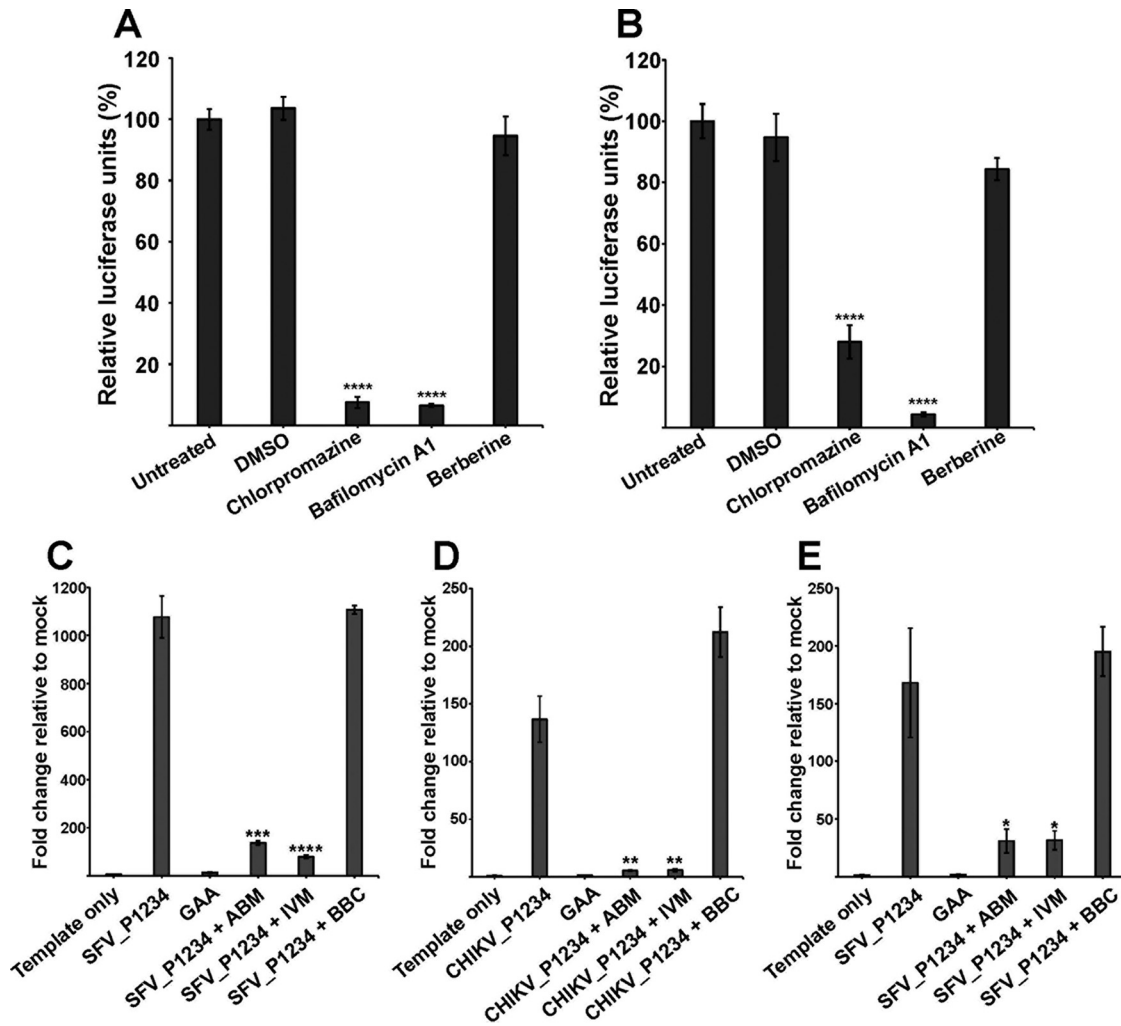 A
Relative luciferase units (%)
120
100
80
60
40
20
****
****
Untreated
DMSO
Chlorpromazine
Bafilomycin A1
Berberine
B
Relative luciferase units (%)
120
100
80
60
40
20
****
****
Untreated
DMSO
Chlorpromazine
Bafilomycin A1
Berberine
C
Fold change relative to mock
1200
1000
800
600
400
200
***
****
Template only
SFV_P1234
GAA
SFV_P1234 + ABM
SFV_P1234 + IVM
SFV_P1234 + BBC
D
Fold change relative to mock
250
200
150
100
50
**
**
Template only
CHIKV_P1234
GAA
CHIKV_P1234 + ABM
CHIKV_P1234 + IVM
CHIKV_P1234 + BBC
E
Fold change relative to mock
250
200
150
100
50
*
*
Template only
SFV_P1234
GAA
SFV_P1234 + ABM
SFV_P1234 + IVM
SFV_P1234 + BBC